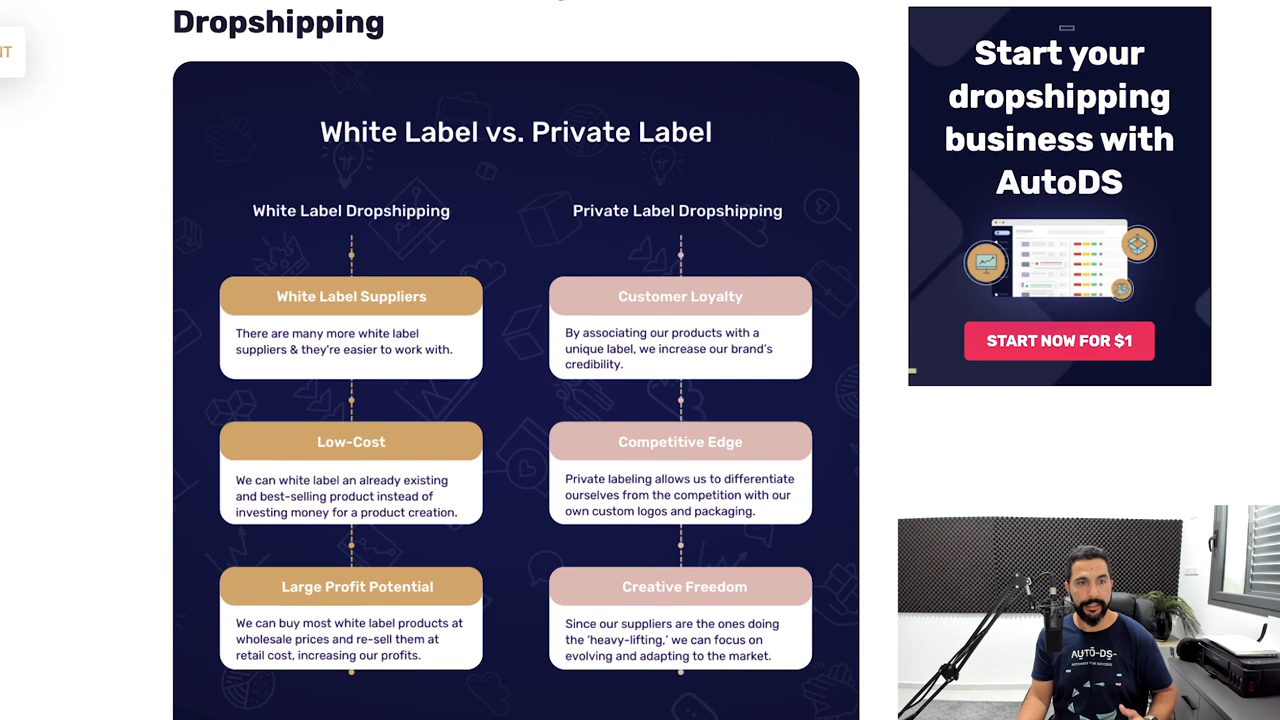 Dropshipping
NT
White Label vs. Private Label
White Label Dropshipping
White Label Suppliers
There are many more white label
suppliers & they're easier to work with.
Low-Cost
We can white label an already existing
and best-selling product instead of
investing money for a product creation.
Large Profit Potential
We can buy most white label products at
wholesale prices and re-sell them at
retail cost, increasing our profits.
Private Label Dropshipping
Customer Loyalty
By associating our products with a
unique label, we increase our brand's
credibility.
Competitive Edge
Private labeling allows us to differentiate
ourselves from the competition with our
own custom logos and packaging.
Creative Freedom
Since our suppliers are the ones doing
the 'heavy-lifting,' we can focus on
evolving and adapting to the market.
Start your
dropshipping
business with
AutoDS
START NOW FOR $1
AUTO-DS-